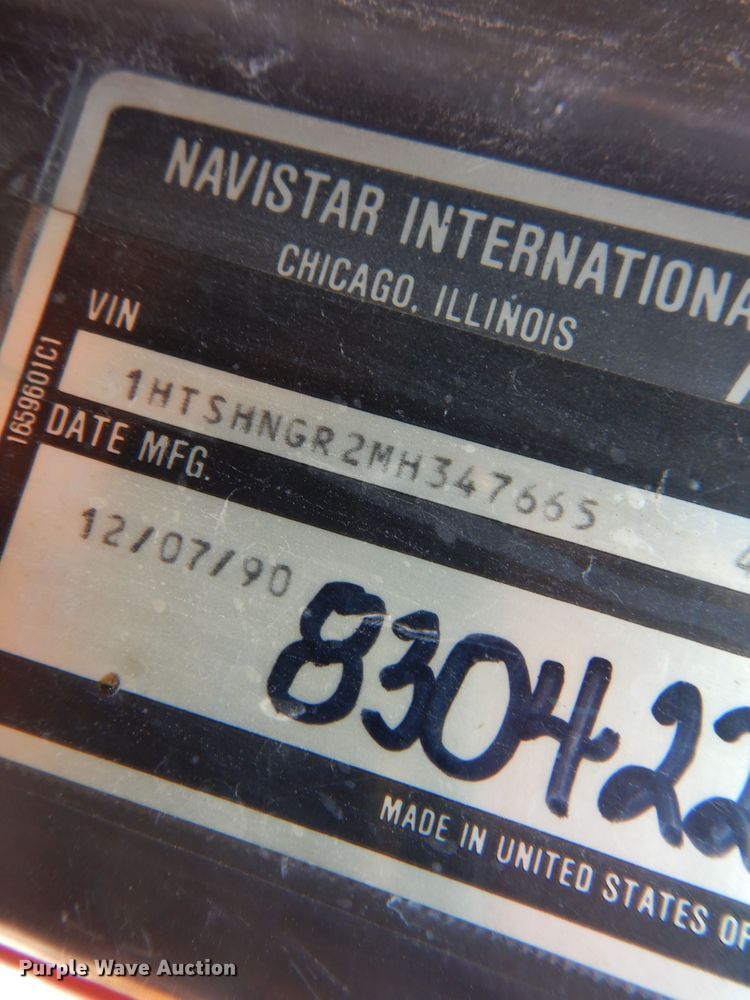 NAVISTAR INTERNATIONA
CHICAGO, ILLINOIS
VIN
1HTSHNGR2MH347665
1659601C1
DATE MFG.
12/07/90
830422
MADE IN UNITED STATES OF
Purple Wave Auction